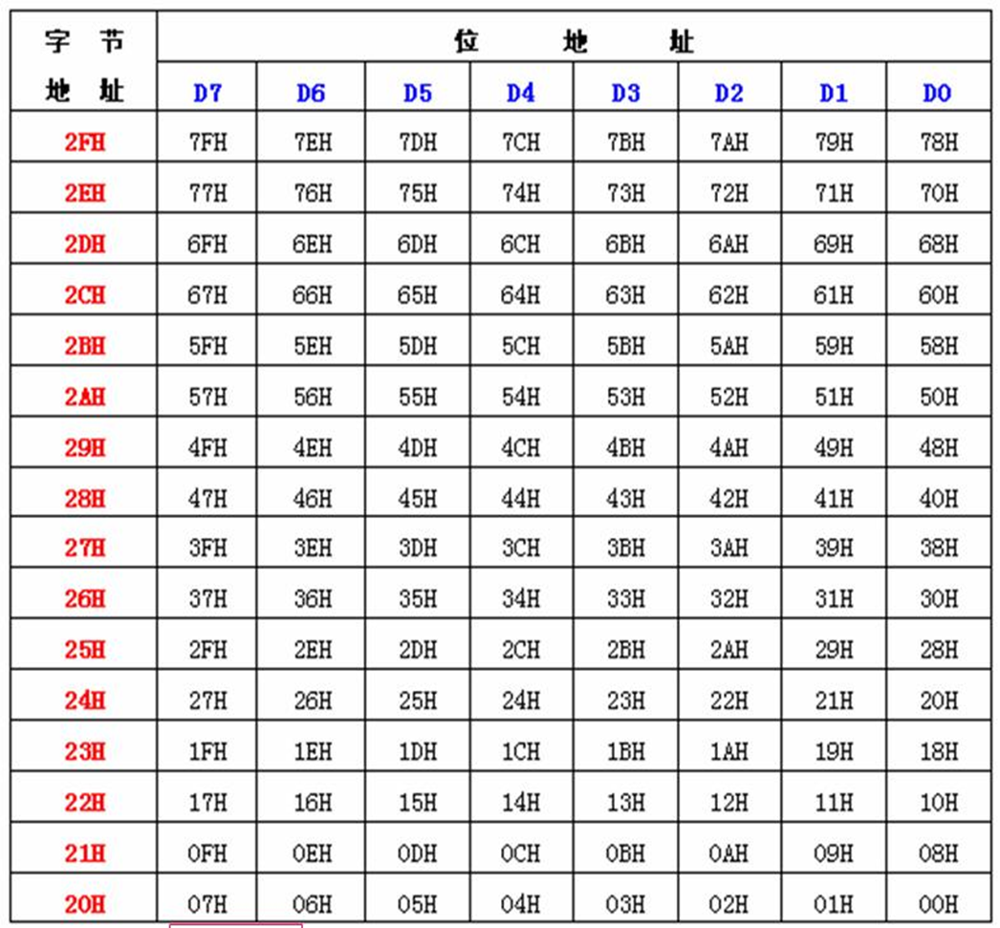 字 节 位 地 址
地 址 D7 D6 D5 D4 D3 D2 D1 D0
2FH 7FH 7EH 7DH 7CH 7BH 7AH 79H 78H
2EH 77H 76H 75H 74H 73H 72H 71H 70H
2DH 6FH 6EH 6DH 6CH 6BH 6AH 69H 68H
2CH 67H 66H 65H 64H 63H 62H 61H 60H
2BH 5FH 5EH 5DH 5CH 5BH 5AH 59H 58H
2AH 57H 56H 55H 54H 53H 52H 51H 50H
29H 4FH 4EH 4DH 4CH 4BH 4AH 49H 48H
28H 47H 46H 45H 44H 43H 42H 41H 40H
27H 3FH 3EH 3DH 3CH 3BH 3AH 39H 38H
26H 37H 36H 35H 34H 33H 32H 31H 30H
25H 2FH 2EH 2DH 2CH 2BH 2AH 29H 28H
24H 27H 26H 25H 24H 23H 22H 21H 20H
23H 1FH 1EH 1DH 1CH 1BH 1AH 19H 18H
22H 17H 16H 15H 14H 13H 12H 11H 10H
21H 0FH 0EH 0DH 0CH 0BH 0AH 09H 08H
20H 07H 06H 05H 04H 03H 02H 01H 00H